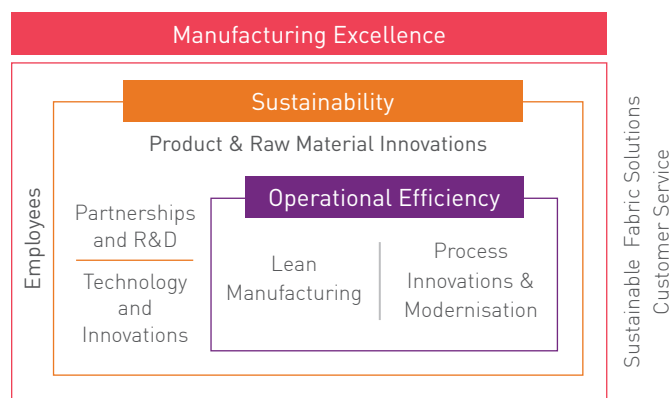 Manufacturing Excellence
Sustainability
Product & Raw Material Innovations
Operational Efficiency
Employees
Partnerships
and R&D
Technology
and
Innovations
Lean
Manufacturing
Process
Innovations &
Modernisation
Sustainable Fabric Solutions
Customer Service